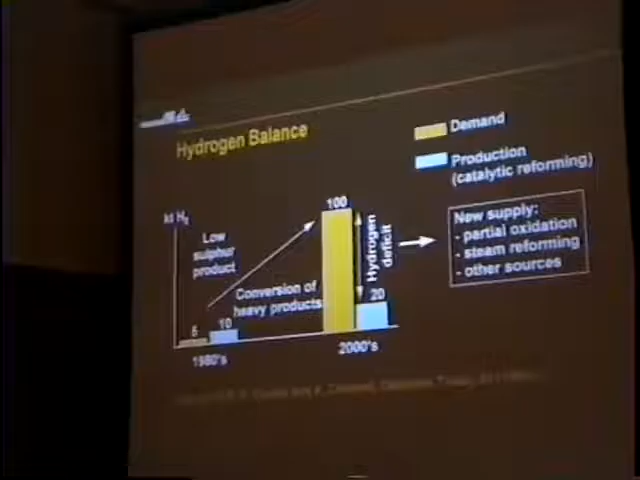 Hydrogen Balance
Demand
Production
(catalytic reforming)
kt H₂
Low
sulphur
product
Conversion of
heavy products
5
10
100
20
Hydrogen
deficit
New supply:
- partial oxidation
- steam reforming
- other sources
1980's
2000's